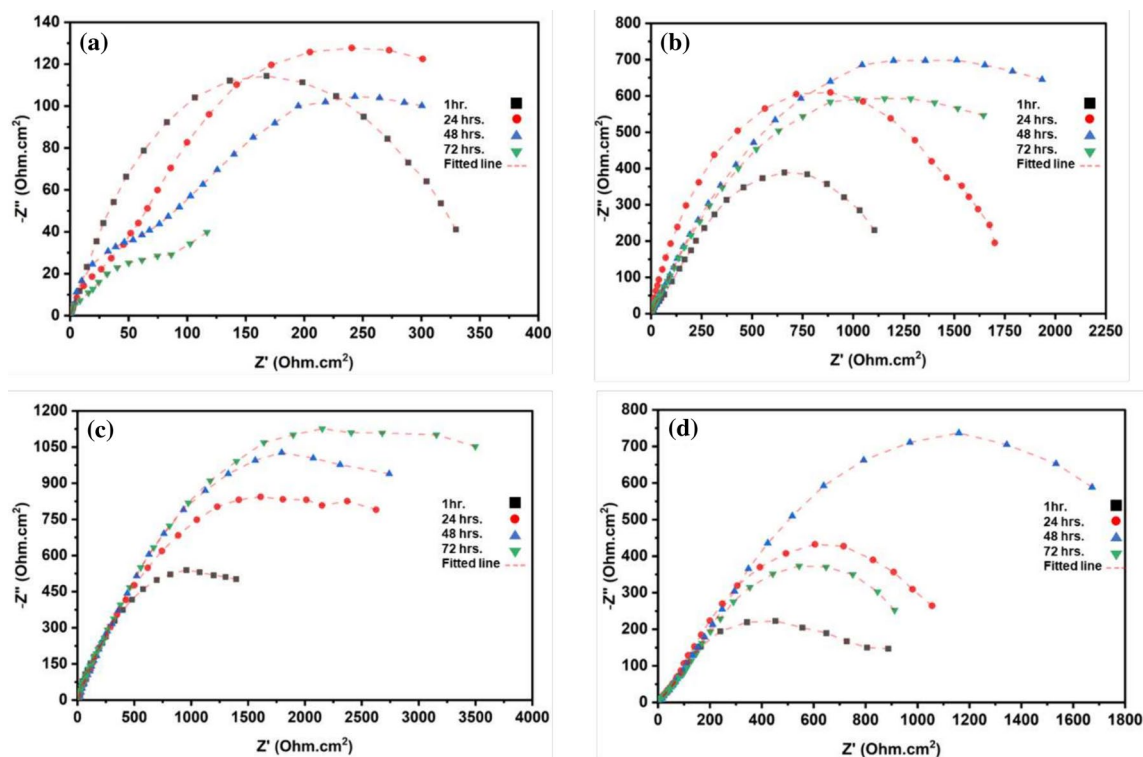 (a)
140
120
100
80
60
40
20
0
-Z'' (Ohm.cm²)
0 50 100 150 200 250 300 350 400
Z' (Ohm.cm²)
1hr.
24 hrs.
48 hrs.
72 hrs.
Fitted line
(b)
800
700
600
500
400
300
200
100
0
-Z'' (Ohm.cm²)
0 250 500 750 1000 1250 1500 1750 2000 2250
Z' (Ohm.cm²)
1hr.
24 hrs.
48 hrs.
72 hrs.
Fitted line
(c)
1200
1050
900
750
600
450
300
150
0
-Z'' (Ohm.cm²)
0 500 1000 1500 2000 2500 3000 3500 4000
Z' (Ohm.cm²)
1hr.
24 hrs.
48 hrs.
72 hrs.
Fitted line
(d)
800
700
600
500
400
300
200
100
0
-Z'' (Ohm.cm²)
0 200 400 600 800 1000 1200 1400 1600 1800
Z' (Ohm.cm²)
1hr.
24 hrs.
48 hrs.
72 hrs.
Fitted line